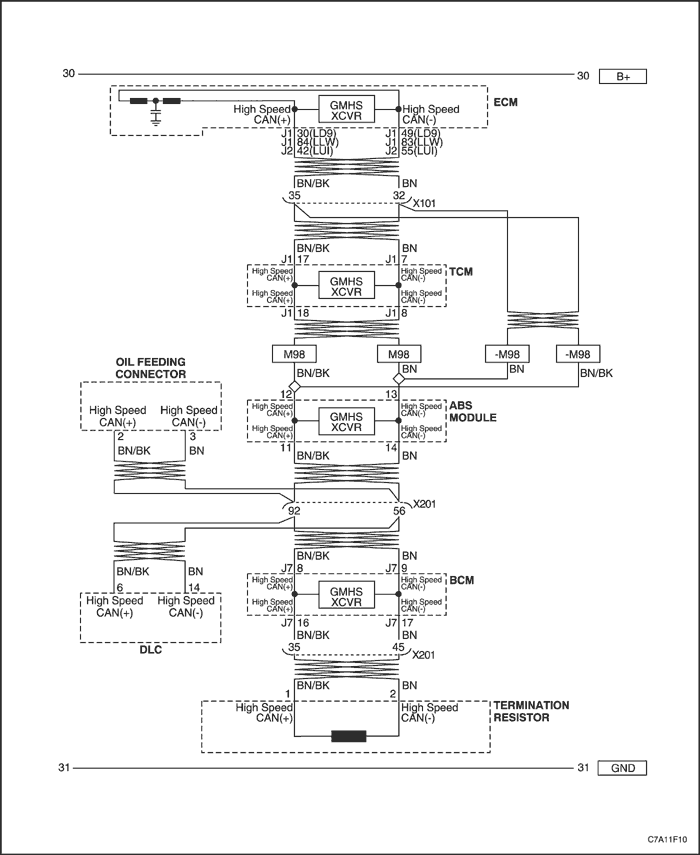 30 30 B+
ECM
High Speed CAN(+) GMHS XCVR High Speed CAN(-)
J1 30(LD9) J1 49(LD9)
J1 84(LLW) J1 83(LLW)
J2 42(LUI) J2 55(LUI)
BN/BK BN
35 32 X101
BN/BK BN
J1 17 J1 7 TCM
High Speed CAN(+) High Speed CAN(-)
GMHS XCVR
High Speed CAN(+) High Speed CAN(-)
J1 18 J1 8
M98 M98 -M98 -M98
BN/BK BN BN BN/BK
OIL FEEDING CONNECTOR
12 13
High Speed CAN(+) High Speed CAN(-)
2 3
BN/BK BN
ABS MODULE
High Speed CAN(+) High Speed CAN(-)
GMHS XCVR
High Speed CAN(+) High Speed CAN(-)
11 14
BN/BK BN
92 56 X201
BN/BK BN
6 14
High Speed CAN(+) High Speed CAN(-)
DLC
BN/BK BN
J7 8 J7 9 BCM
High Speed CAN(+) High Speed CAN(-)
GMHS XCVR
High Speed CAN(+) High Speed CAN(-)
J7 16 J7 17
BN/BK BN
35 45 X201
BN/BK BN
1 2
High Speed CAN(+) High Speed CAN(-)
TERMINATION RESISTOR
31 31 GND
C7A11F10